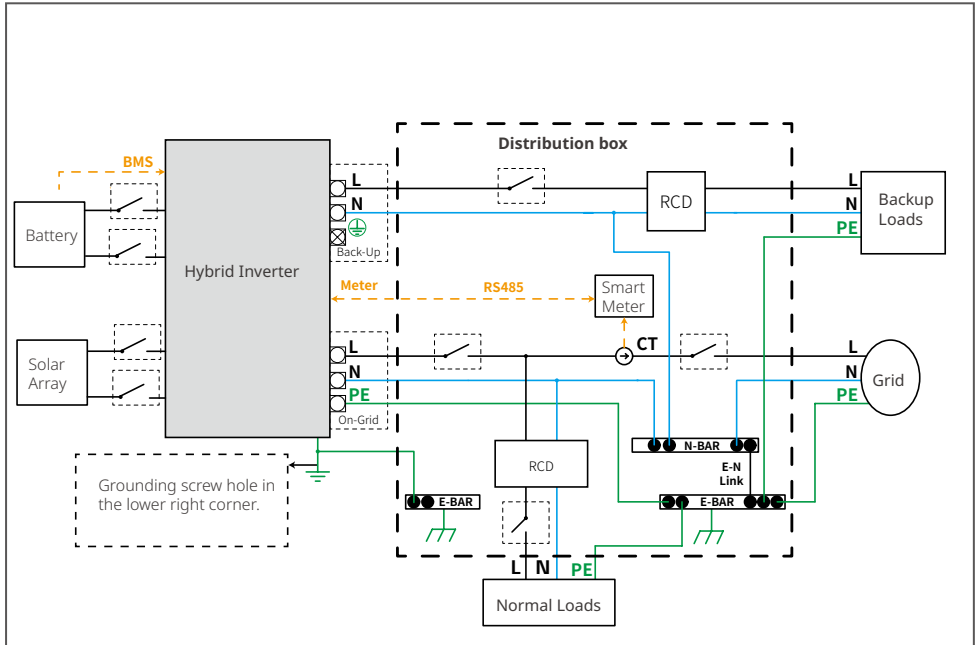 Distribution box
BMS
L
N
Back-Up
Battery
Hybrid Inverter
RCD
L
N
PE
Backup
Loads
Meter
RS485
Smart
Meter
CT
L
N
PE
On-Grid
Solar
Array
L
N
PE
Grid
N-BAR
E-N
Link
RCD
Grounding screw hole in
the lower right corner.
E-BAR
E-BAR
L N PE
Normal Loads